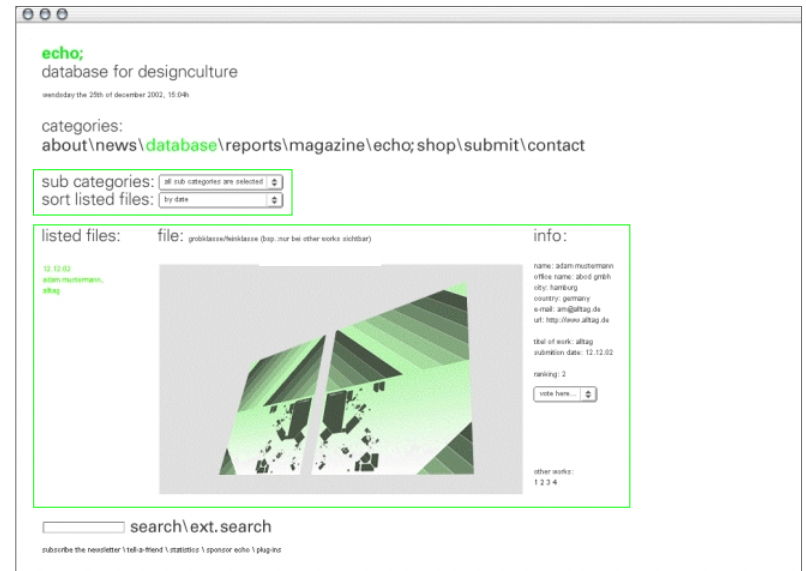 echo;
database for designculture
wendsday the 25th of december 2002, 15:04h
categories:
about\news\database\reports\magazine\echo;shop\submit\contact
sub categories: all sub categories are selected
sort listed files: by date
listed files: file: grobklasse/feinklasse (bsp.:nur bei other works sichtbar) info:
12.12.02
adam mustermann,
alltag.
name: adam mustermann
office name: abcd gmbh
city: hamburg
country: germany
e-mail: am@alltag.de
url: http://www.alltag.de
titel of work: alltag
submition date: 12.12.02
ranking: 2
vote here...
other works:
1 2 3 4
search\ext.search
subscribe the newsletter \ tell-a-friend \ statistics \ sponsor echo \ plug-ins